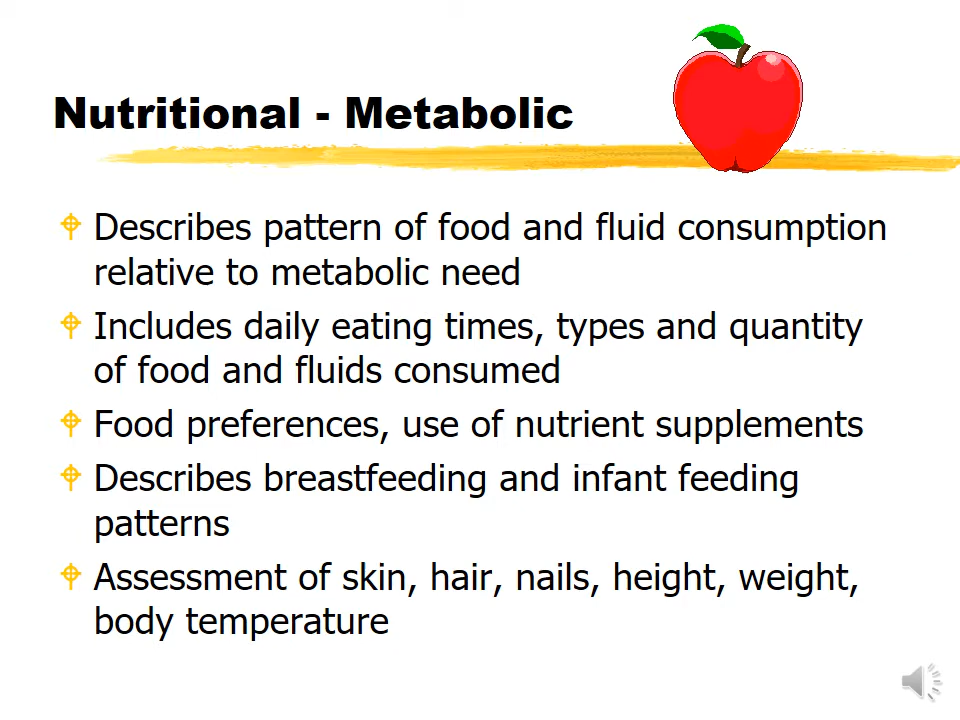 Nutritional - Metabolic
Describes pattern of food and fluid consumption
relative to metabolic need
Includes daily eating times, types and quantity
of food and fluids consumed
Food preferences, use of nutrient supplements
Describes breastfeeding and infant feeding
patterns
Assessment of skin, hair, nails, height, weight,
body temperature